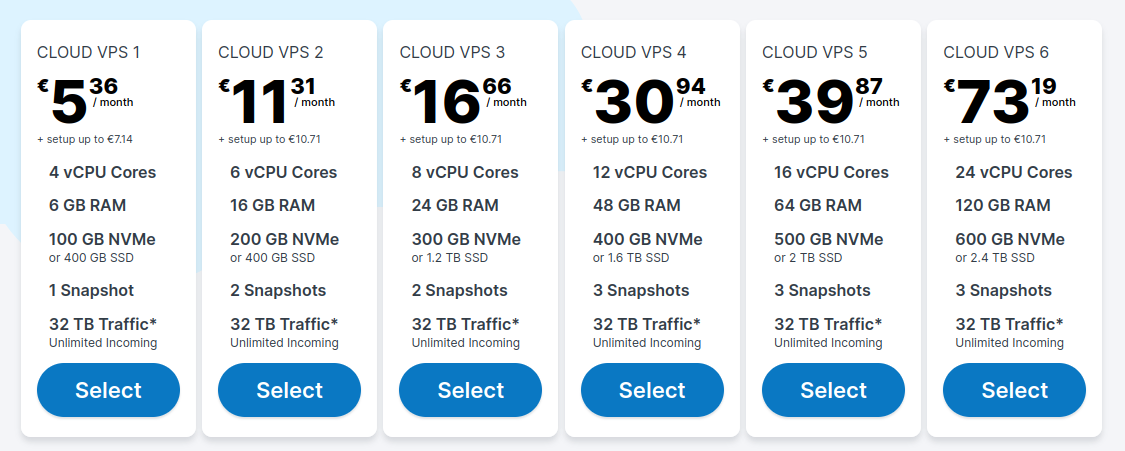 CLOUD VPS 1
€5 36 / month
+ setup up to €7.14
4 vCPU Cores
6 GB RAM
100 GB NVMe
or 400 GB SSD
1 Snapshot
32 TB Traffic*
Unlimited Incoming
Select
CLOUD VPS 2
€11 31 / month
+ setup up to €10.71
6 vCPU Cores
16 GB RAM
200 GB NVMe
or 400 GB SSD
2 Snapshots
32 TB Traffic*
Unlimited Incoming
Select
CLOUD VPS 3
€16 66 / month
+ setup up to €10.71
8 vCPU Cores
24 GB RAM
300 GB NVMe
or 1.2 TB SSD
2 Snapshots
32 TB Traffic*
Unlimited Incoming
Select
CLOUD VPS 4
€30 94 / month
+ setup up to €10.71
12 vCPU Cores
48 GB RAM
400 GB NVMe
or 1.6 TB SSD
3 Snapshots
32 TB Traffic*
Unlimited Incoming
Select
CLOUD VPS 5
€39 87 / month
+ setup up to €10.71
16 vCPU Cores
64 GB RAM
500 GB NVMe
or 2 TB SSD
3 Snapshots
32 TB Traffic*
Unlimited Incoming
Select
CLOUD VPS 6
€73 19 / month
+ setup up to €10.71
24 vCPU Cores
120 GB RAM
600 GB NVMe
or 2.4 TB SSD
3 Snapshots
32 TB Traffic*
Unlimited Incoming
Select